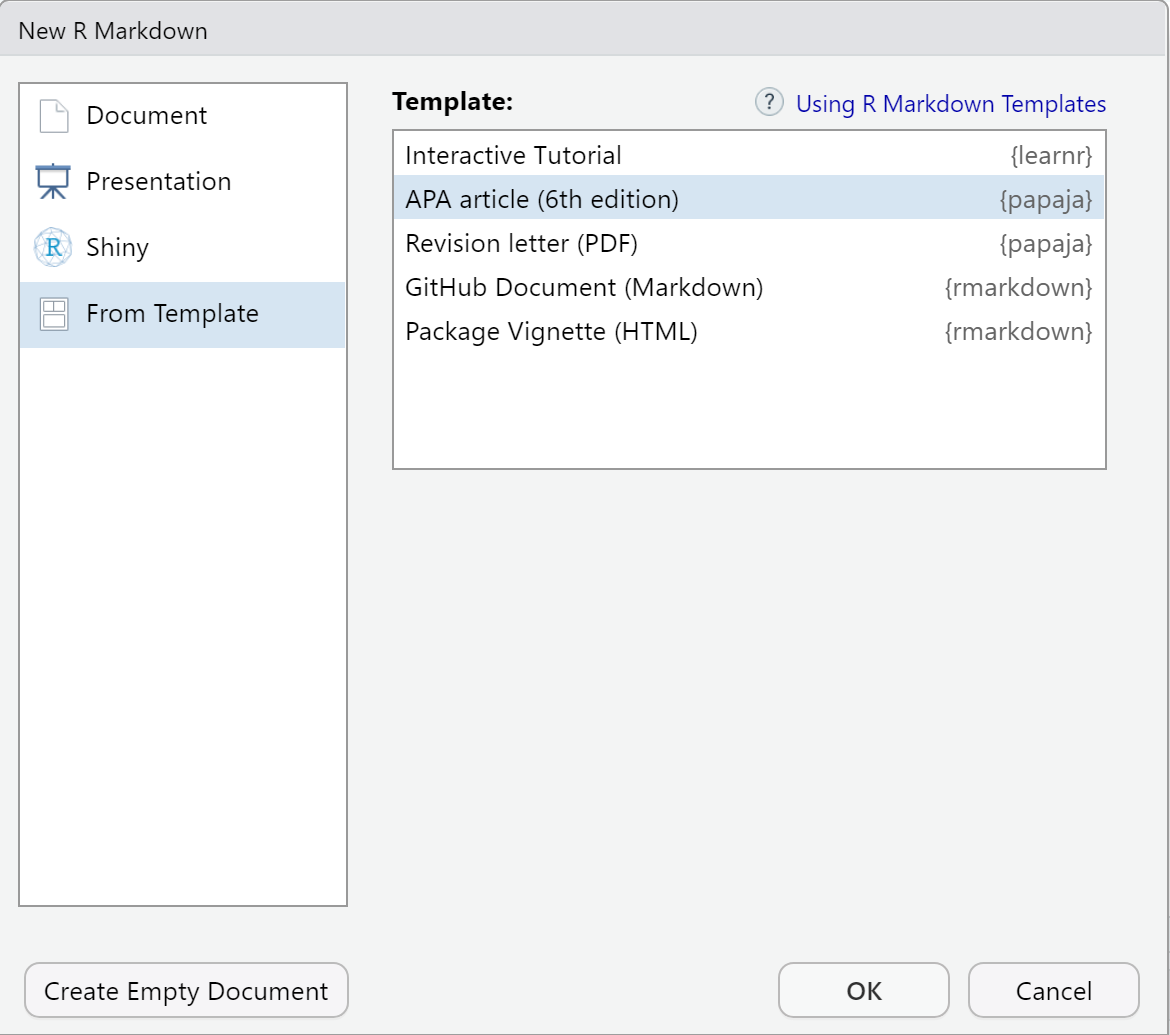 New R Markdown
Document
Presentation
R Shiny
From Template
Template:
? Using R Markdown Templates
Interactive Tutorial {learnr}
APA article (6th edition) {papaja}
Revision letter (PDF) {papaja}
GitHub Document (Markdown) {rmarkdown}
Package Vignette (HTML) {rmarkdown}
Create Empty Document OK Cancel